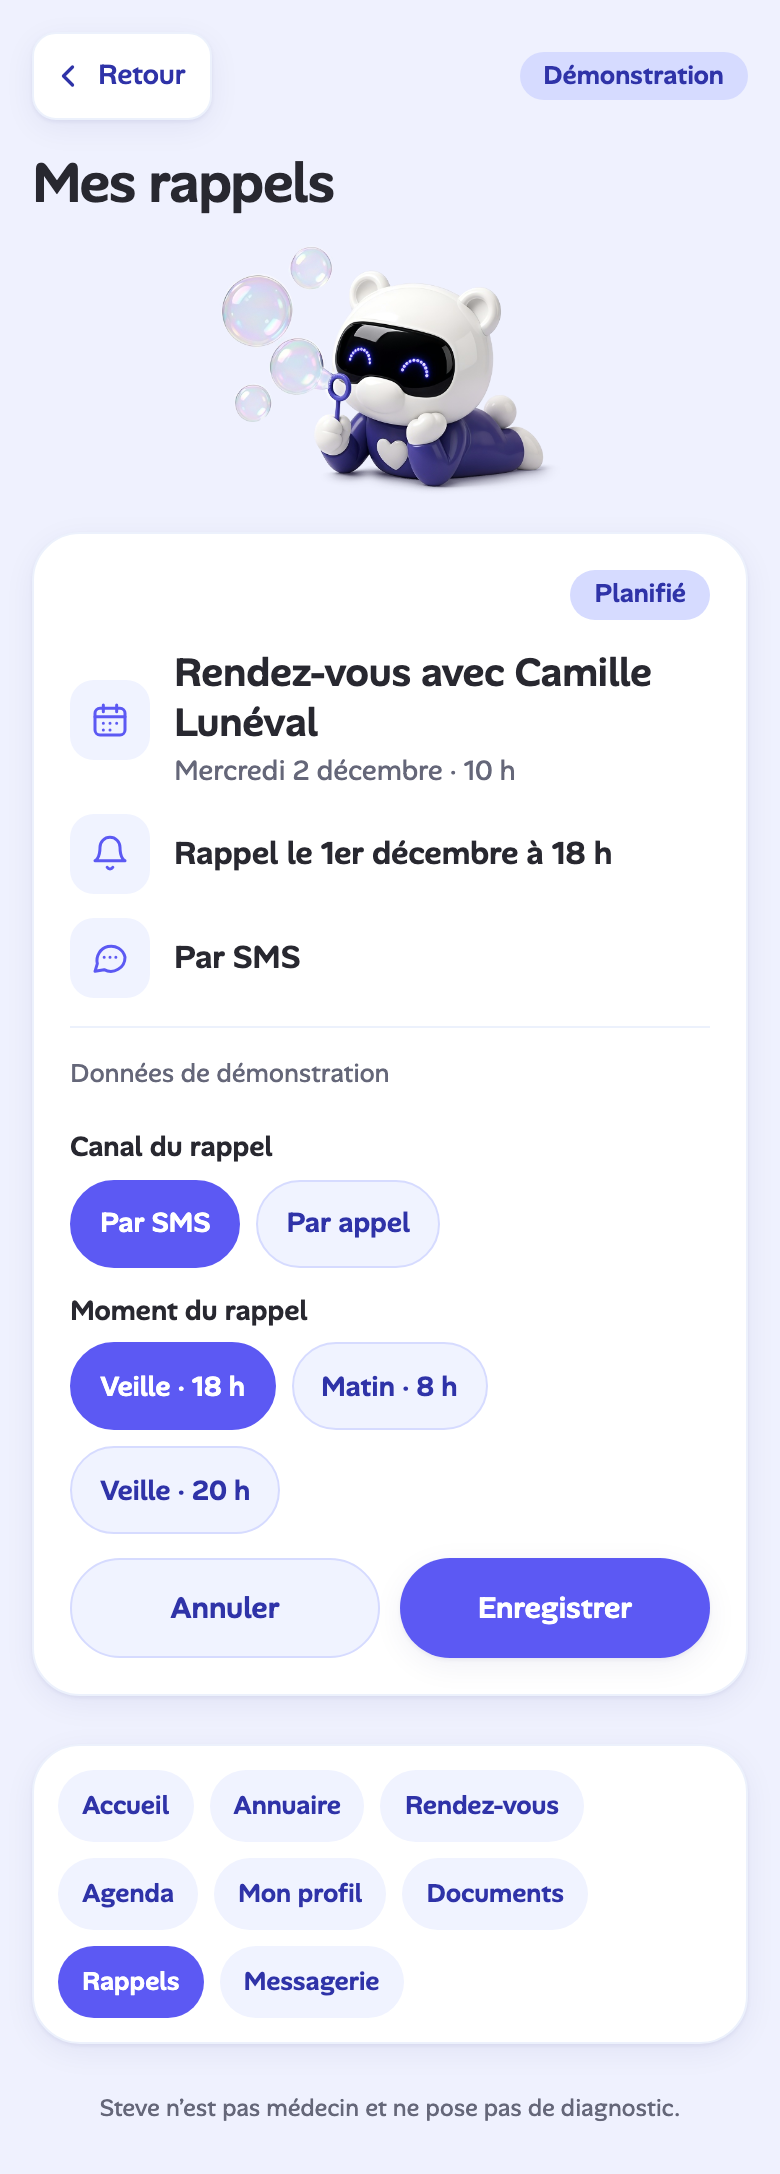 Retour
Démonstration
Mes rappels
Planifié
Rendez-vous avec Camille
Lunéval
Mercredi 2 décembre · 10 h
Rappel le 1er décembre à 18 h
Par SMS
Données de démonstration
Canal du rappel
Par SMS
Par appel
Moment du rappel
Veille · 18 h
Matin · 8 h
Veille · 20 h
Annuler
Enregistrer
Accueil
Annuaire
Rendez-vous
Agenda
Mon profil
Documents
Rappels
Messagerie
Steve n’est pas médecin et ne pose pas de diagnostic.